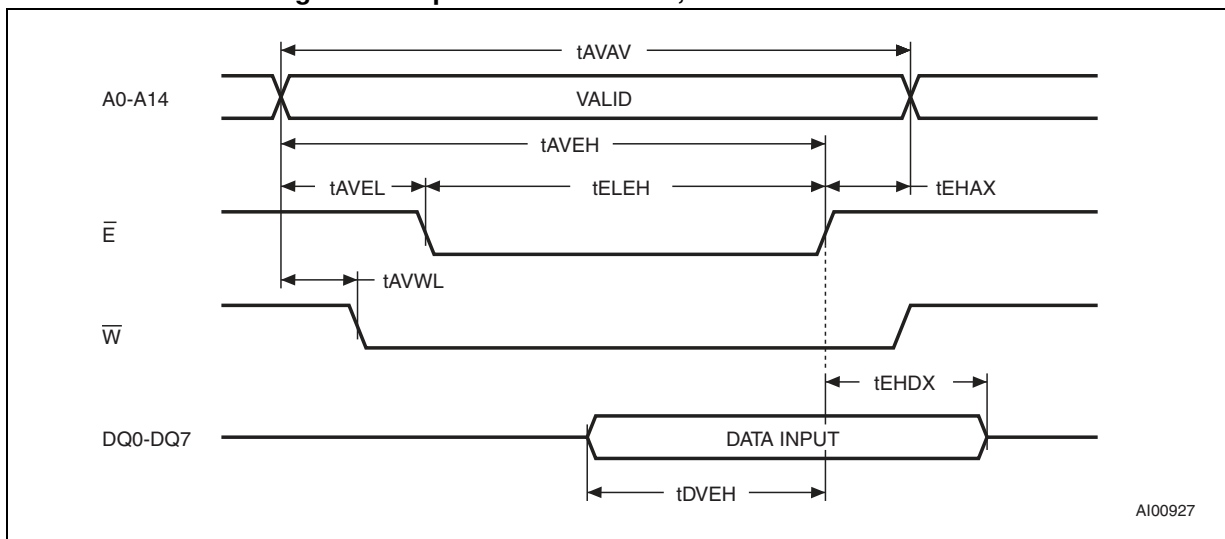 tAVAV
A0-A14
VALID
tAVEH
tAVEL
tELEH
tEHAX
E̅
tAVWL
W̅
tEHDX
DQ0-DQ7
DATA INPUT
tDVEH
AI00927